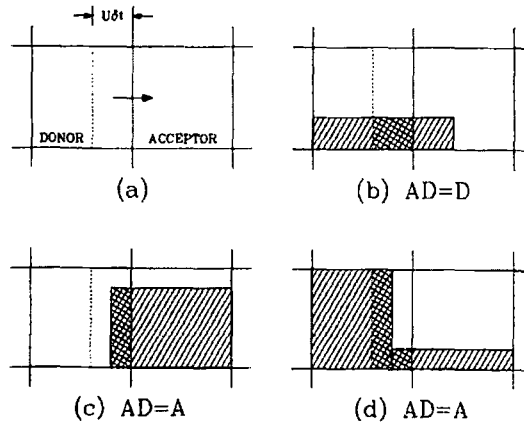 Uδt
DONOR
ACCEPTOR
(a)
(b) AD=D
(c) AD=A
(d) AD=A